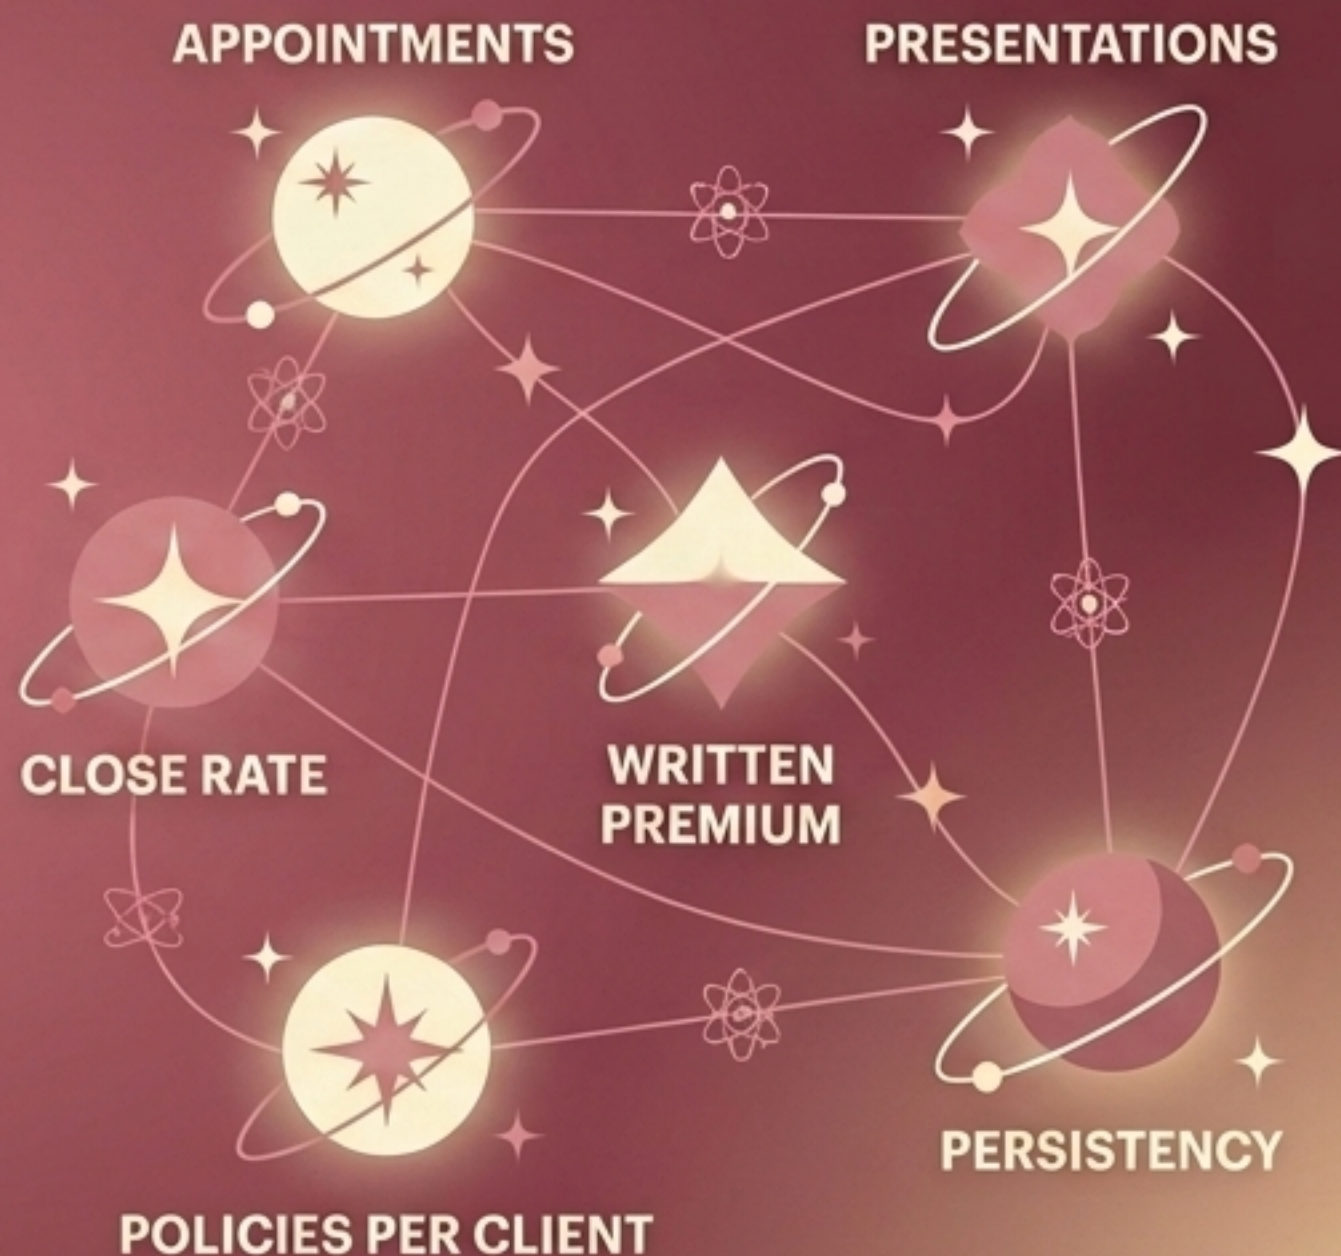 APPOINTMENTS
PRESENTATIONS
CLOSE RATE
WRITTEN
PREMIUM
PERSISTENCY
POLICIES PER CLIENT